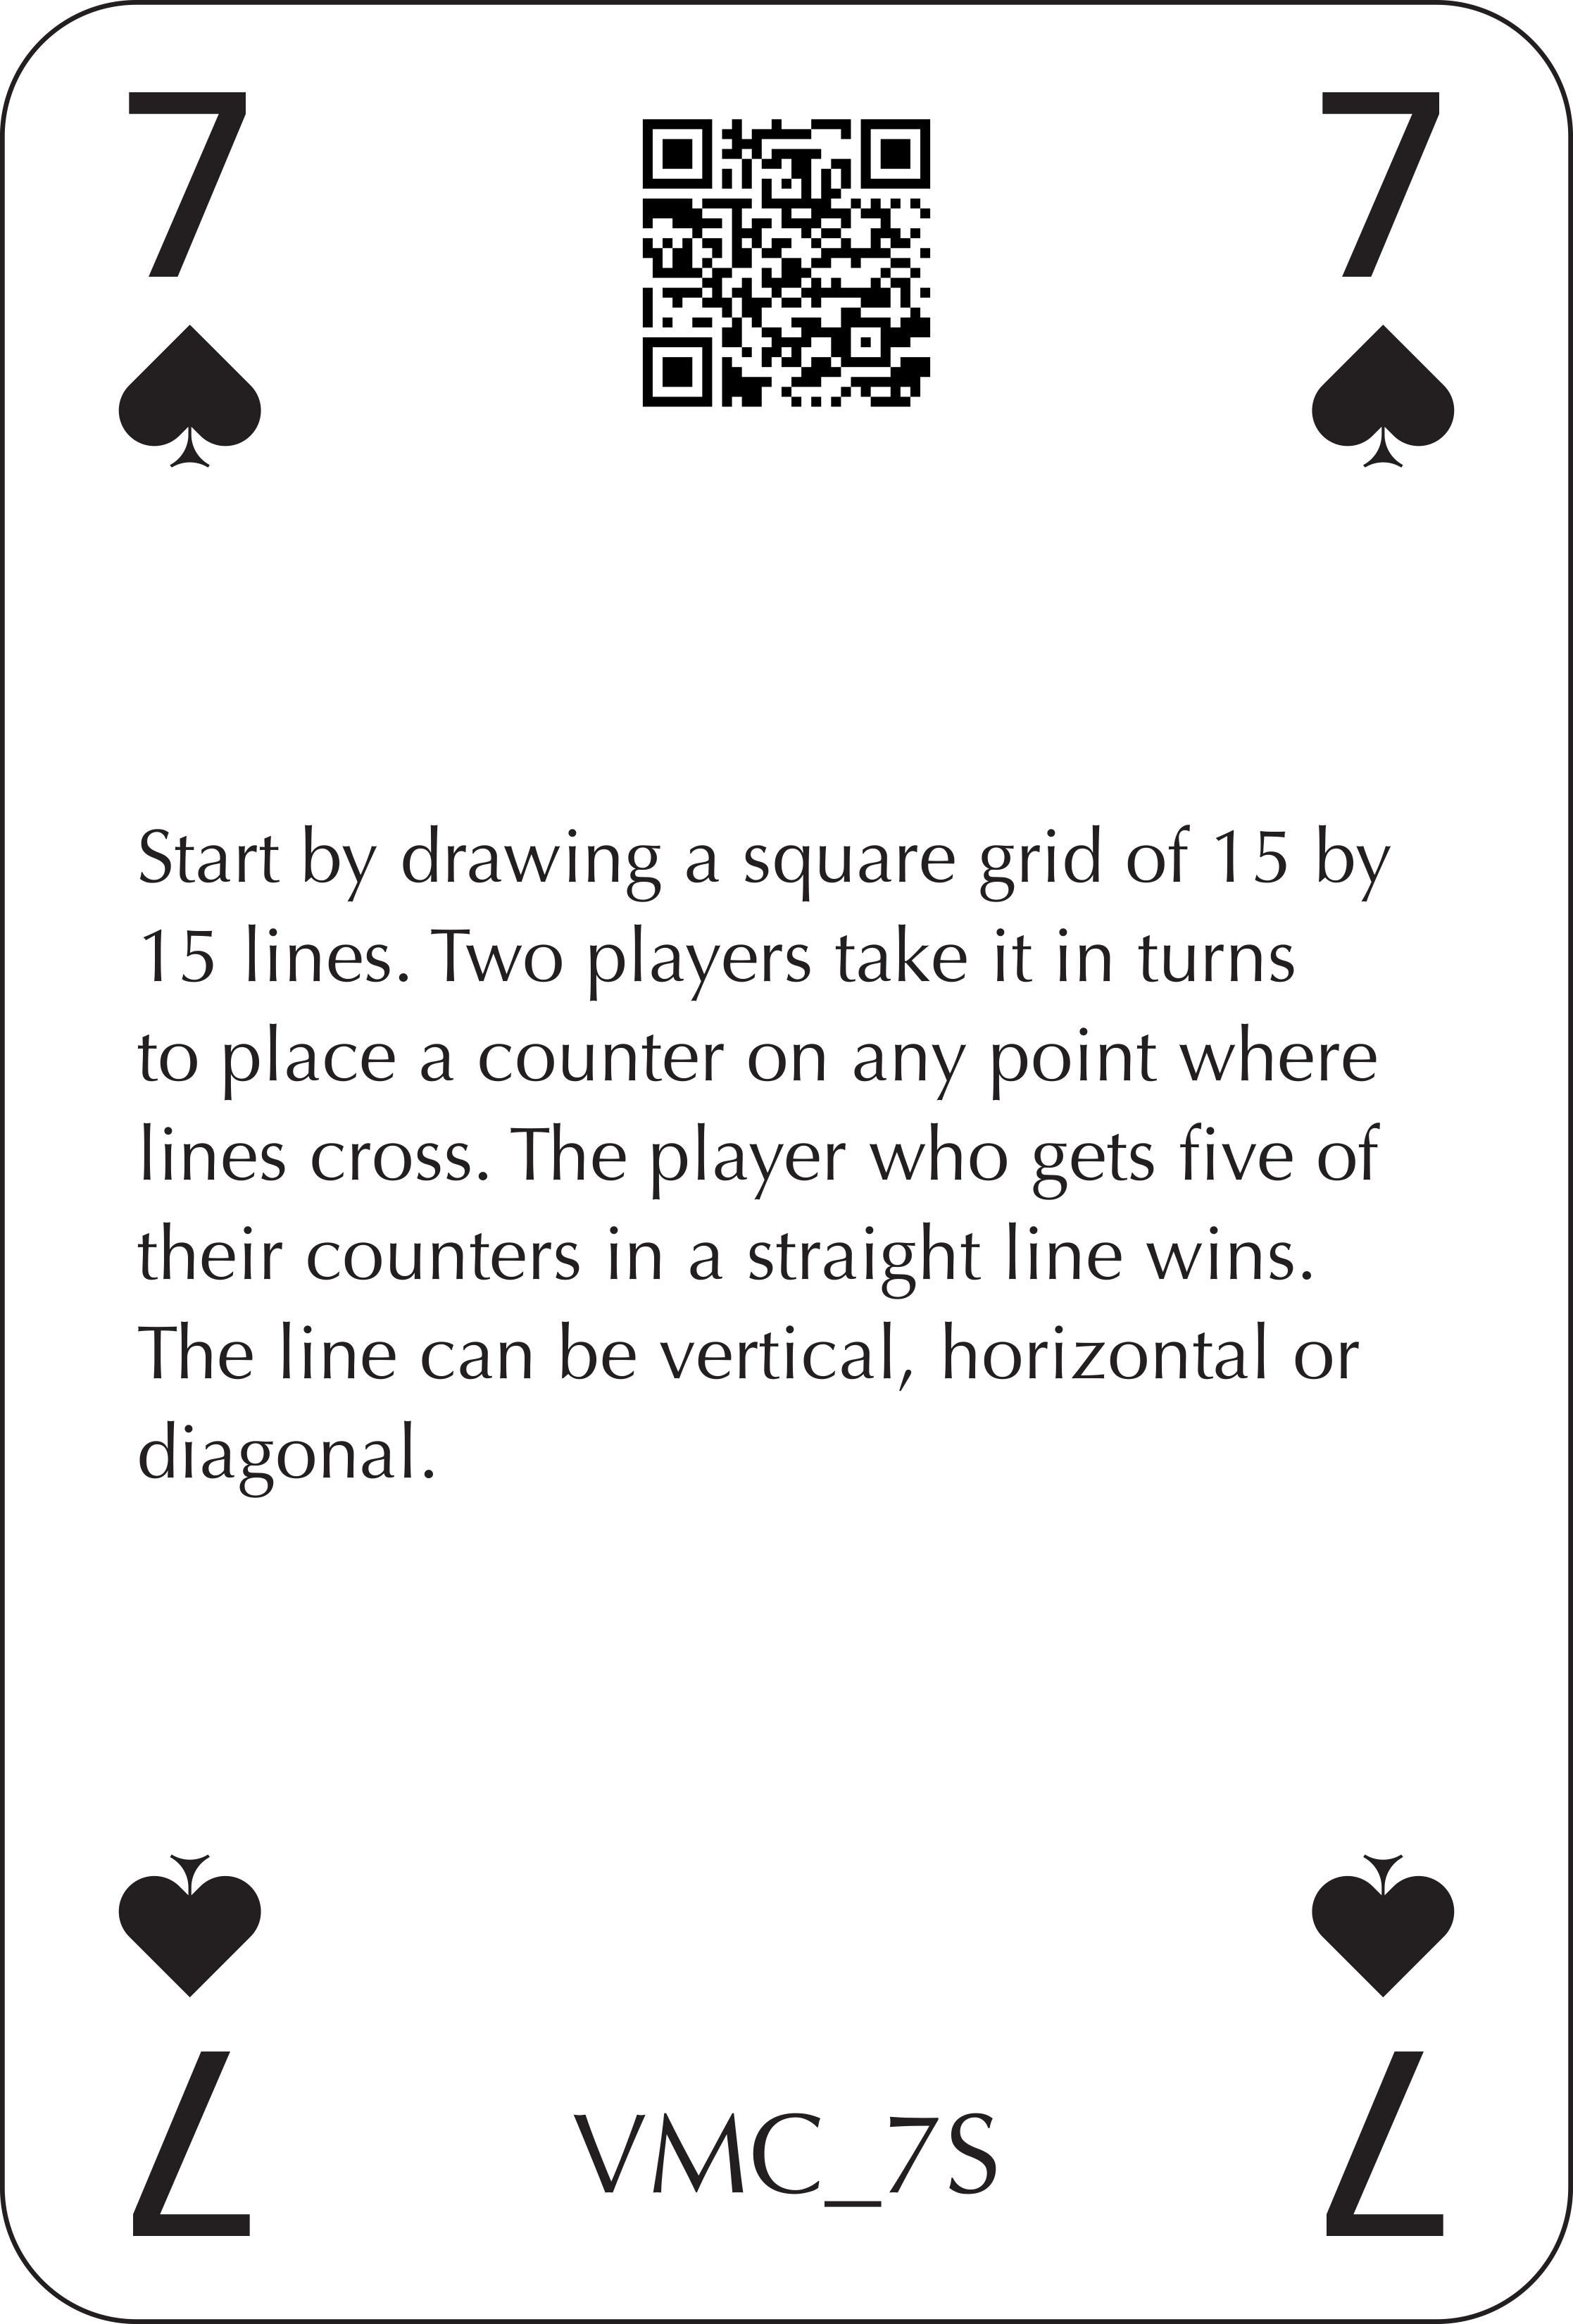 7 7
Start by drawing a square grid of 15 by
15 lines. Two players take it in turns
to place a counter on any point where
lines cross. The player who gets five of
their counters in a straight line wins.
The line can be vertical, horizontal or
diagonal.
7 VMC_7S 7